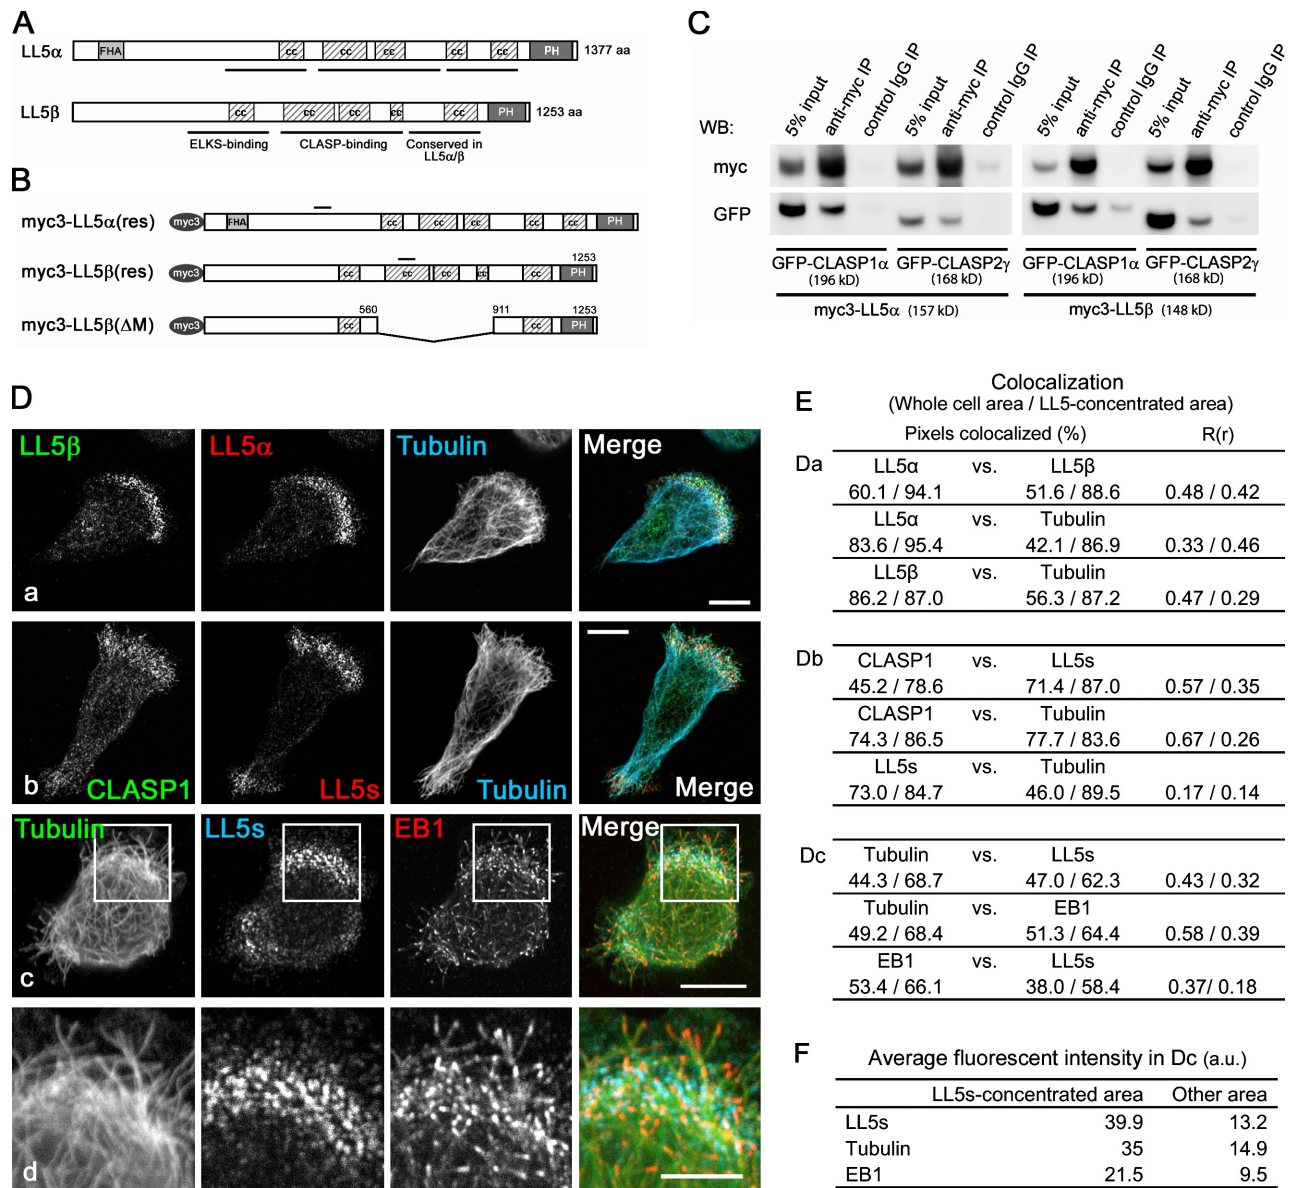 A
LL5α
FHA
cc
cc
cc
cc
cc
PH
1377 aa
LL5β
cc
cc
cc
cc
cc
PH
1253 aa
ELKS-binding
CLASP-binding
Conserved in
LL5α/β
B
myc3-LL5α(res)
myc3
FHA
cc
cc
cc
cc
cc
PH
myc3-LL5β(res)
myc3
cc
cc
cc
cc
cc
PH
1253
myc3-LL5β(ΔM)
myc3
cc
560
911
cc
PH
1253
C
WB:
5% input
anti-myc IP
control IgG IP
5% input
anti-myc IP
control IgG IP
5% input
anti-myc IP
control IgG IP
5% input
anti-myc IP
control IgG IP
myc
GFP
GFP-CLASP1α
(196 kD)
GFP-CLASP2γ
(168 kD)
GFP-CLASP1α
(196 kD)
GFP-CLASP2γ
(168 kD)
myc3-LL5α (157 kD)
myc3-LL5β (148 kD)
D
LL5β
LL5α
Tubulin
Merge
a
b
CLASP1
LL5s
Tubulin
Merge
Tubulin
LL5s
EB1
Merge
c
d
E
Colocalization
(Whole cell area / LL5-concentrated area)
Pixels colocalized (%) R(r)
Da LL5α vs. LL5β
60.1 / 94.1 51.6 / 88.6 0.48 / 0.42
LL5α vs. Tubulin
83.6 / 95.4 42.1 / 86.9 0.33 / 0.46
LL5β vs. Tubulin
86.2 / 87.0 56.3 / 87.2 0.47 / 0.29
Db CLASP1 vs. LL5s
45.2 / 78.6 71.4 / 87.0 0.57 / 0.35
CLASP1 vs. Tubulin
74.3 / 86.5 77.7 / 83.6 0.67 / 0.26
LL5s vs. Tubulin
73.0 / 84.7 46.0 / 89.5 0.17 / 0.14
Dc Tubulin vs. LL5s
44.3 / 68.7 47.0 / 62.3 0.43 / 0.32
Tubulin vs. EB1
49.2 / 68.4 51.3 / 64.4 0.58 / 0.39
EB1 vs. LL5s
53.4 / 66.1 38.0 / 58.4 0.37/ 0.18
F
Average fluorescent intensity in Dc (a.u.)
LL5s-concentrated area Other area
LL5s 39.9 13.2
Tubulin 35 14.9
EB1 21.5 9.5